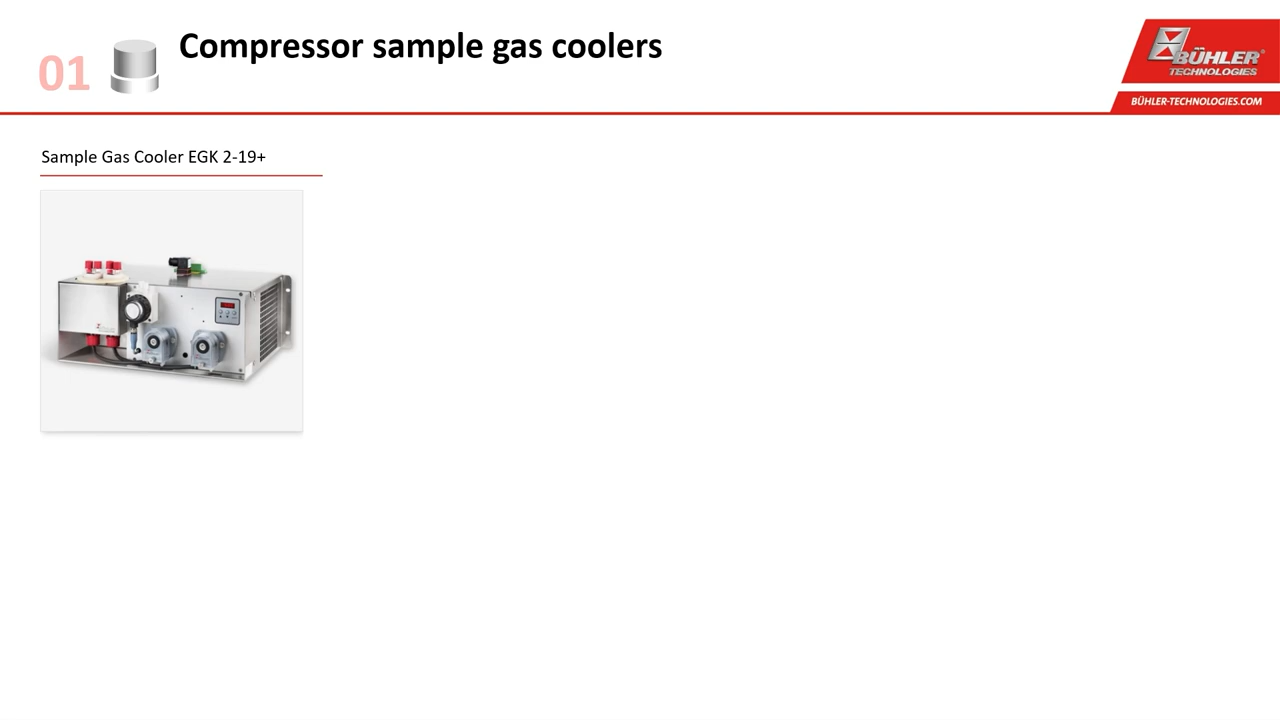 01
Compressor sample gas coolers
BÜHLER®
TECHNOLOGIES
BÜHLER-TECHNOLOGIES.COM
Sample Gas Cooler EGK 2-19+